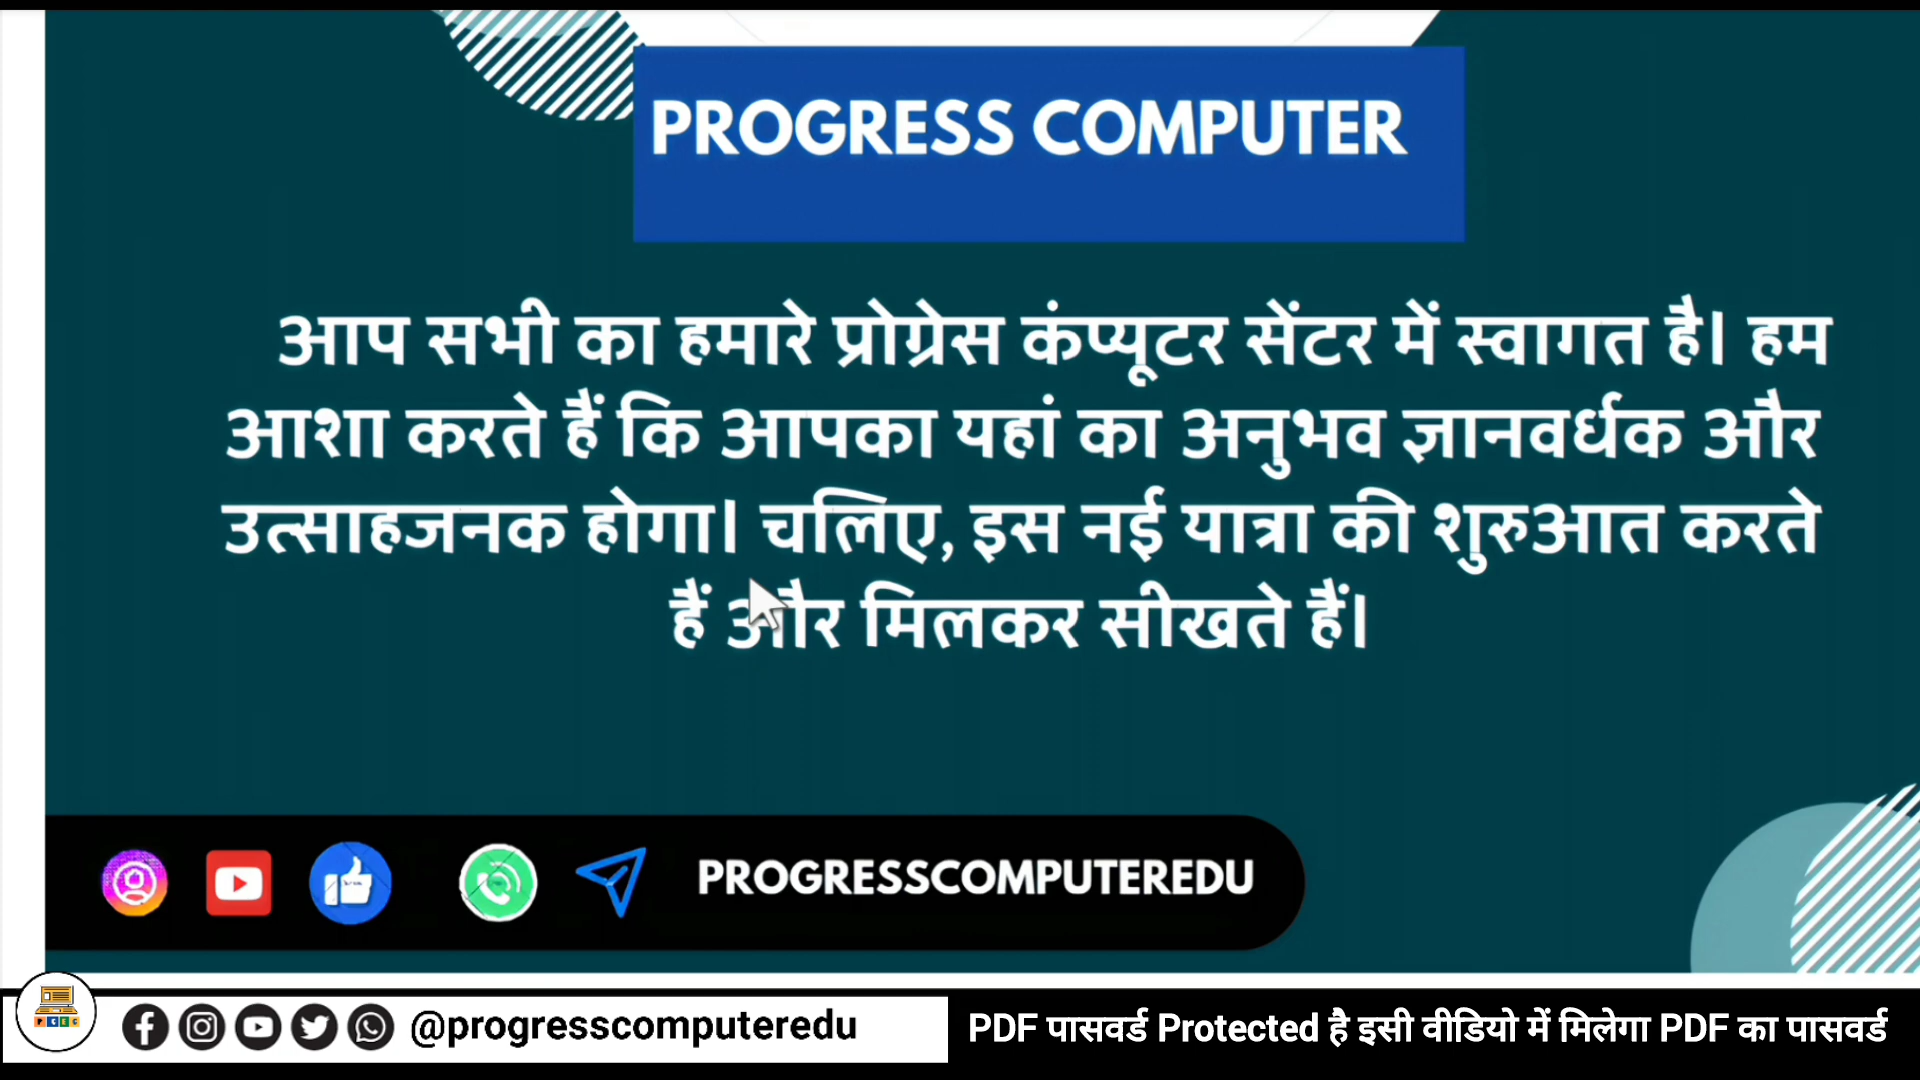 PROGRESS COMPUTER
आप सभी का हमारे प्रोग्रेस कंप्यूटर सेंटर में स्वागत है। हम
आशा करते हैं कि आपका यहां का अनुभव ज्ञानवर्धक और
उत्साहजनक होगा। चलिए, इस नई यात्रा की शुरुआत करते
हैं और मिलकर सीखते हैं।
PROGRESSCOMPUTEREDU
PCEC
@progresscomputeredu
PDF पासवर्ड Protected है इसी वीडियो में मिलेगा PDF का पासवर्ड